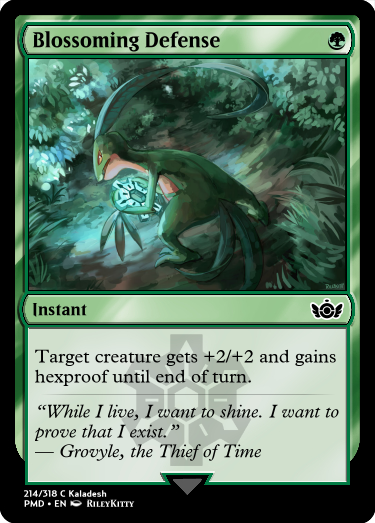 Blossoming Defense
Instant
Target creature gets +2/+2 and gains
hexproof until end of turn.
“While I live, I want to shine. I want to
prove that I exist.”
— Grovyle, the Thief of Time
214/318 C Kaladesh
PMD • EN RileyKitty